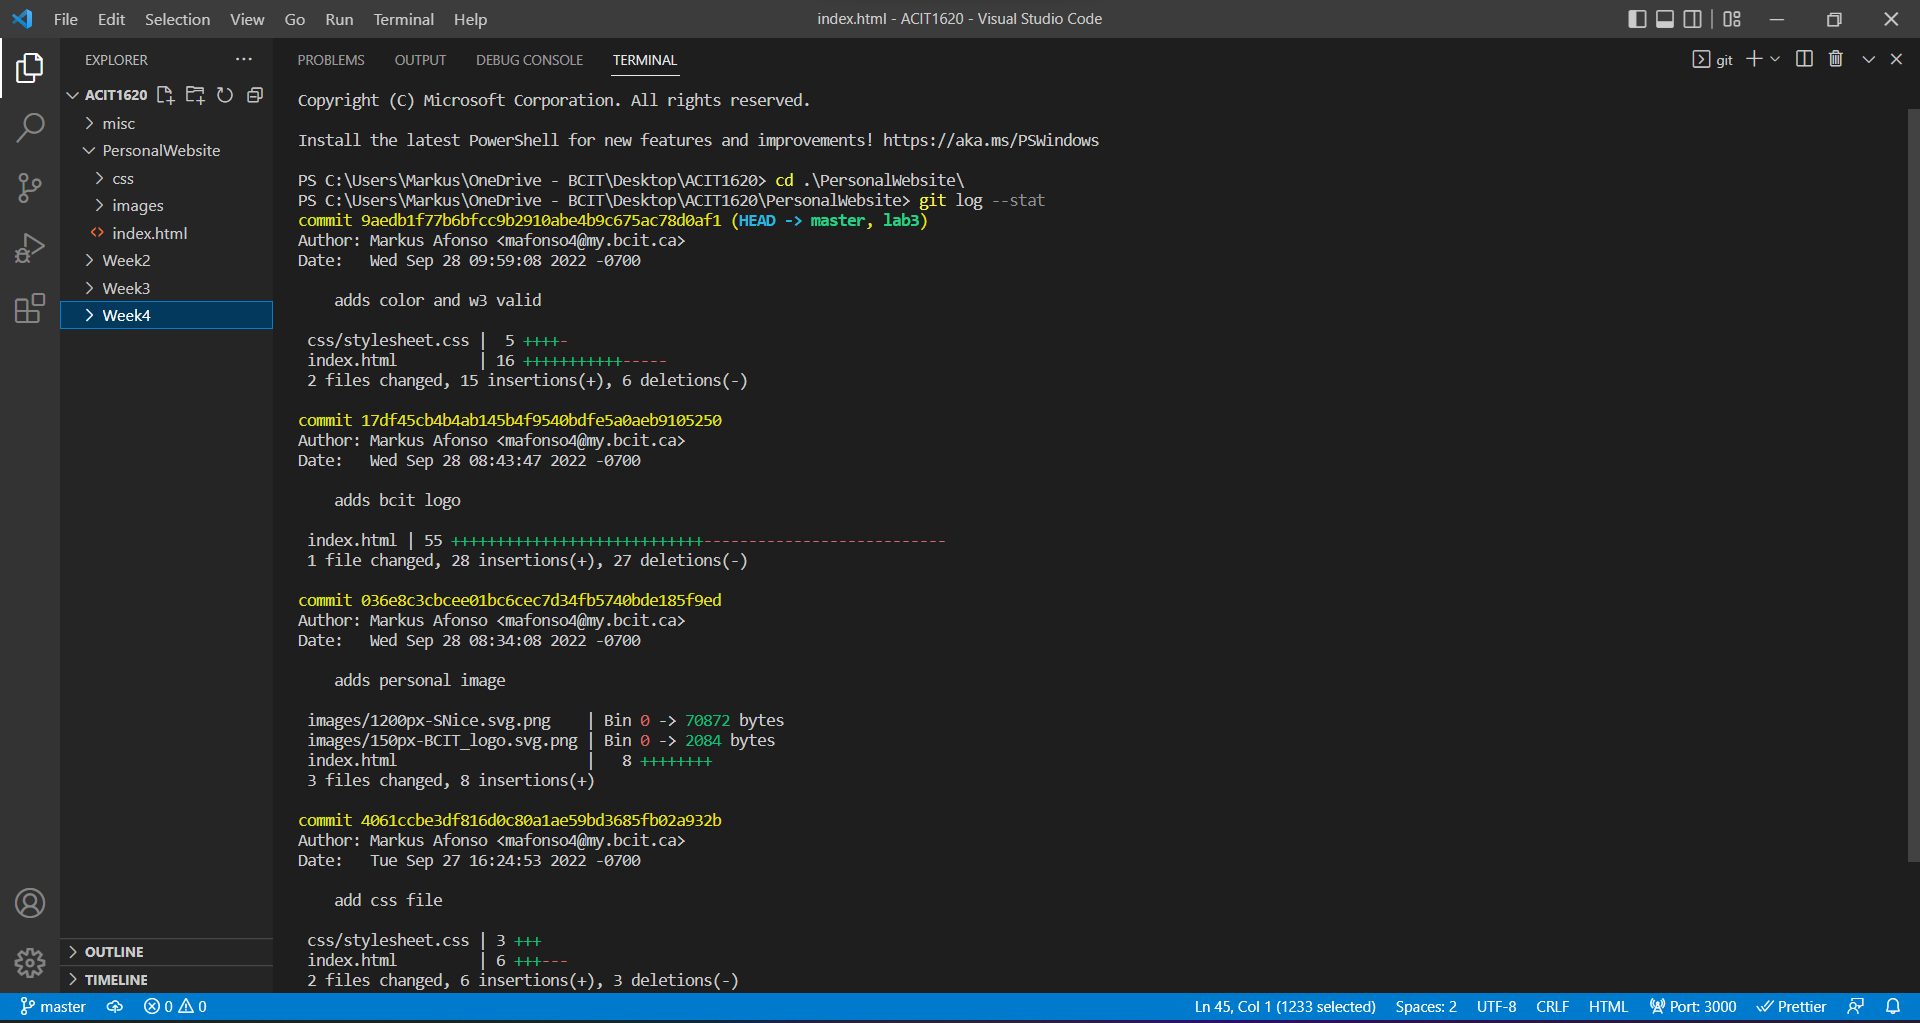 File Edit Selection View Go Run Terminal Help
index.html - ACIT1620 - Visual Studio Code
EXPLORER
ACIT1620
misc
PersonalWebsite
css
images
index.html
Week2
Week3
Week4
OUTLINE
TIMELINE
PROBLEMS OUTPUT DEBUG CONSOLE TERMINAL
git
Copyright (C) Microsoft Corporation. All rights reserved.
Install the latest PowerShell for new features and improvements! https://aka.ms/PSWindows
PS C:\Users\Markus\OneDrive - BCIT\Desktop\ACIT1620> cd .\PersonalWebsite\
PS C:\Users\Markus\OneDrive - BCIT\Desktop\ACIT1620\PersonalWebsite> git log --stat
commit 9aedb1f77b6bfcc9b2910abe4b9c675ac78d0af1 (HEAD -> master, lab3)
Author: Markus Afonso <mafonso4@my.bcit.ca>
Date:   Wed Sep 28 09:59:08 2022 -0700
adds color and w3 valid
css/stylesheet.css |  5 ++++-
index.html         | 16 +++++++++++-----
2 files changed, 15 insertions(+), 6 deletions(-)
commit 17df45cb4b4ab145b4f9540bdfe5a0aeb9105250
Author: Markus Afonso <mafonso4@my.bcit.ca>
Date:   Wed Sep 28 08:43:47 2022 -0700
adds bcit logo
index.html | 55 ++++++++++++++++++++++++++++---------------------------
1 file changed, 28 insertions(+), 27 deletions(-)
commit 036e8c3cbcee01bc6cec7d34fb5740bde185f9ed
Author: Markus Afonso <mafonso4@my.bcit.ca>
Date:   Wed Sep 28 08:34:08 2022 -0700
adds personal image
images/1200px-SNice.svg.png    | Bin 0 -> 70872 bytes
images/150px-BCIT_logo.svg.png | Bin 0 -> 2084 bytes
index.html                     |   8 ++++++++
3 files changed, 8 insertions(+)
commit 4061ccbe3df816d0c80a1ae59bd3685fb02a932b
Author: Markus Afonso <mafonso4@my.bcit.ca>
Date:   Tue Sep 27 16:24:53 2022 -0700
add css file
css/stylesheet.css | 3 +++
index.html         | 6 +++---
2 files changed, 6 insertions(+), 3 deletions(-)
master 0 0 Ln 45, Col 1 (1233 selected) Spaces: 2 UTF-8 CRLF HTML Port: 3000 Prettier